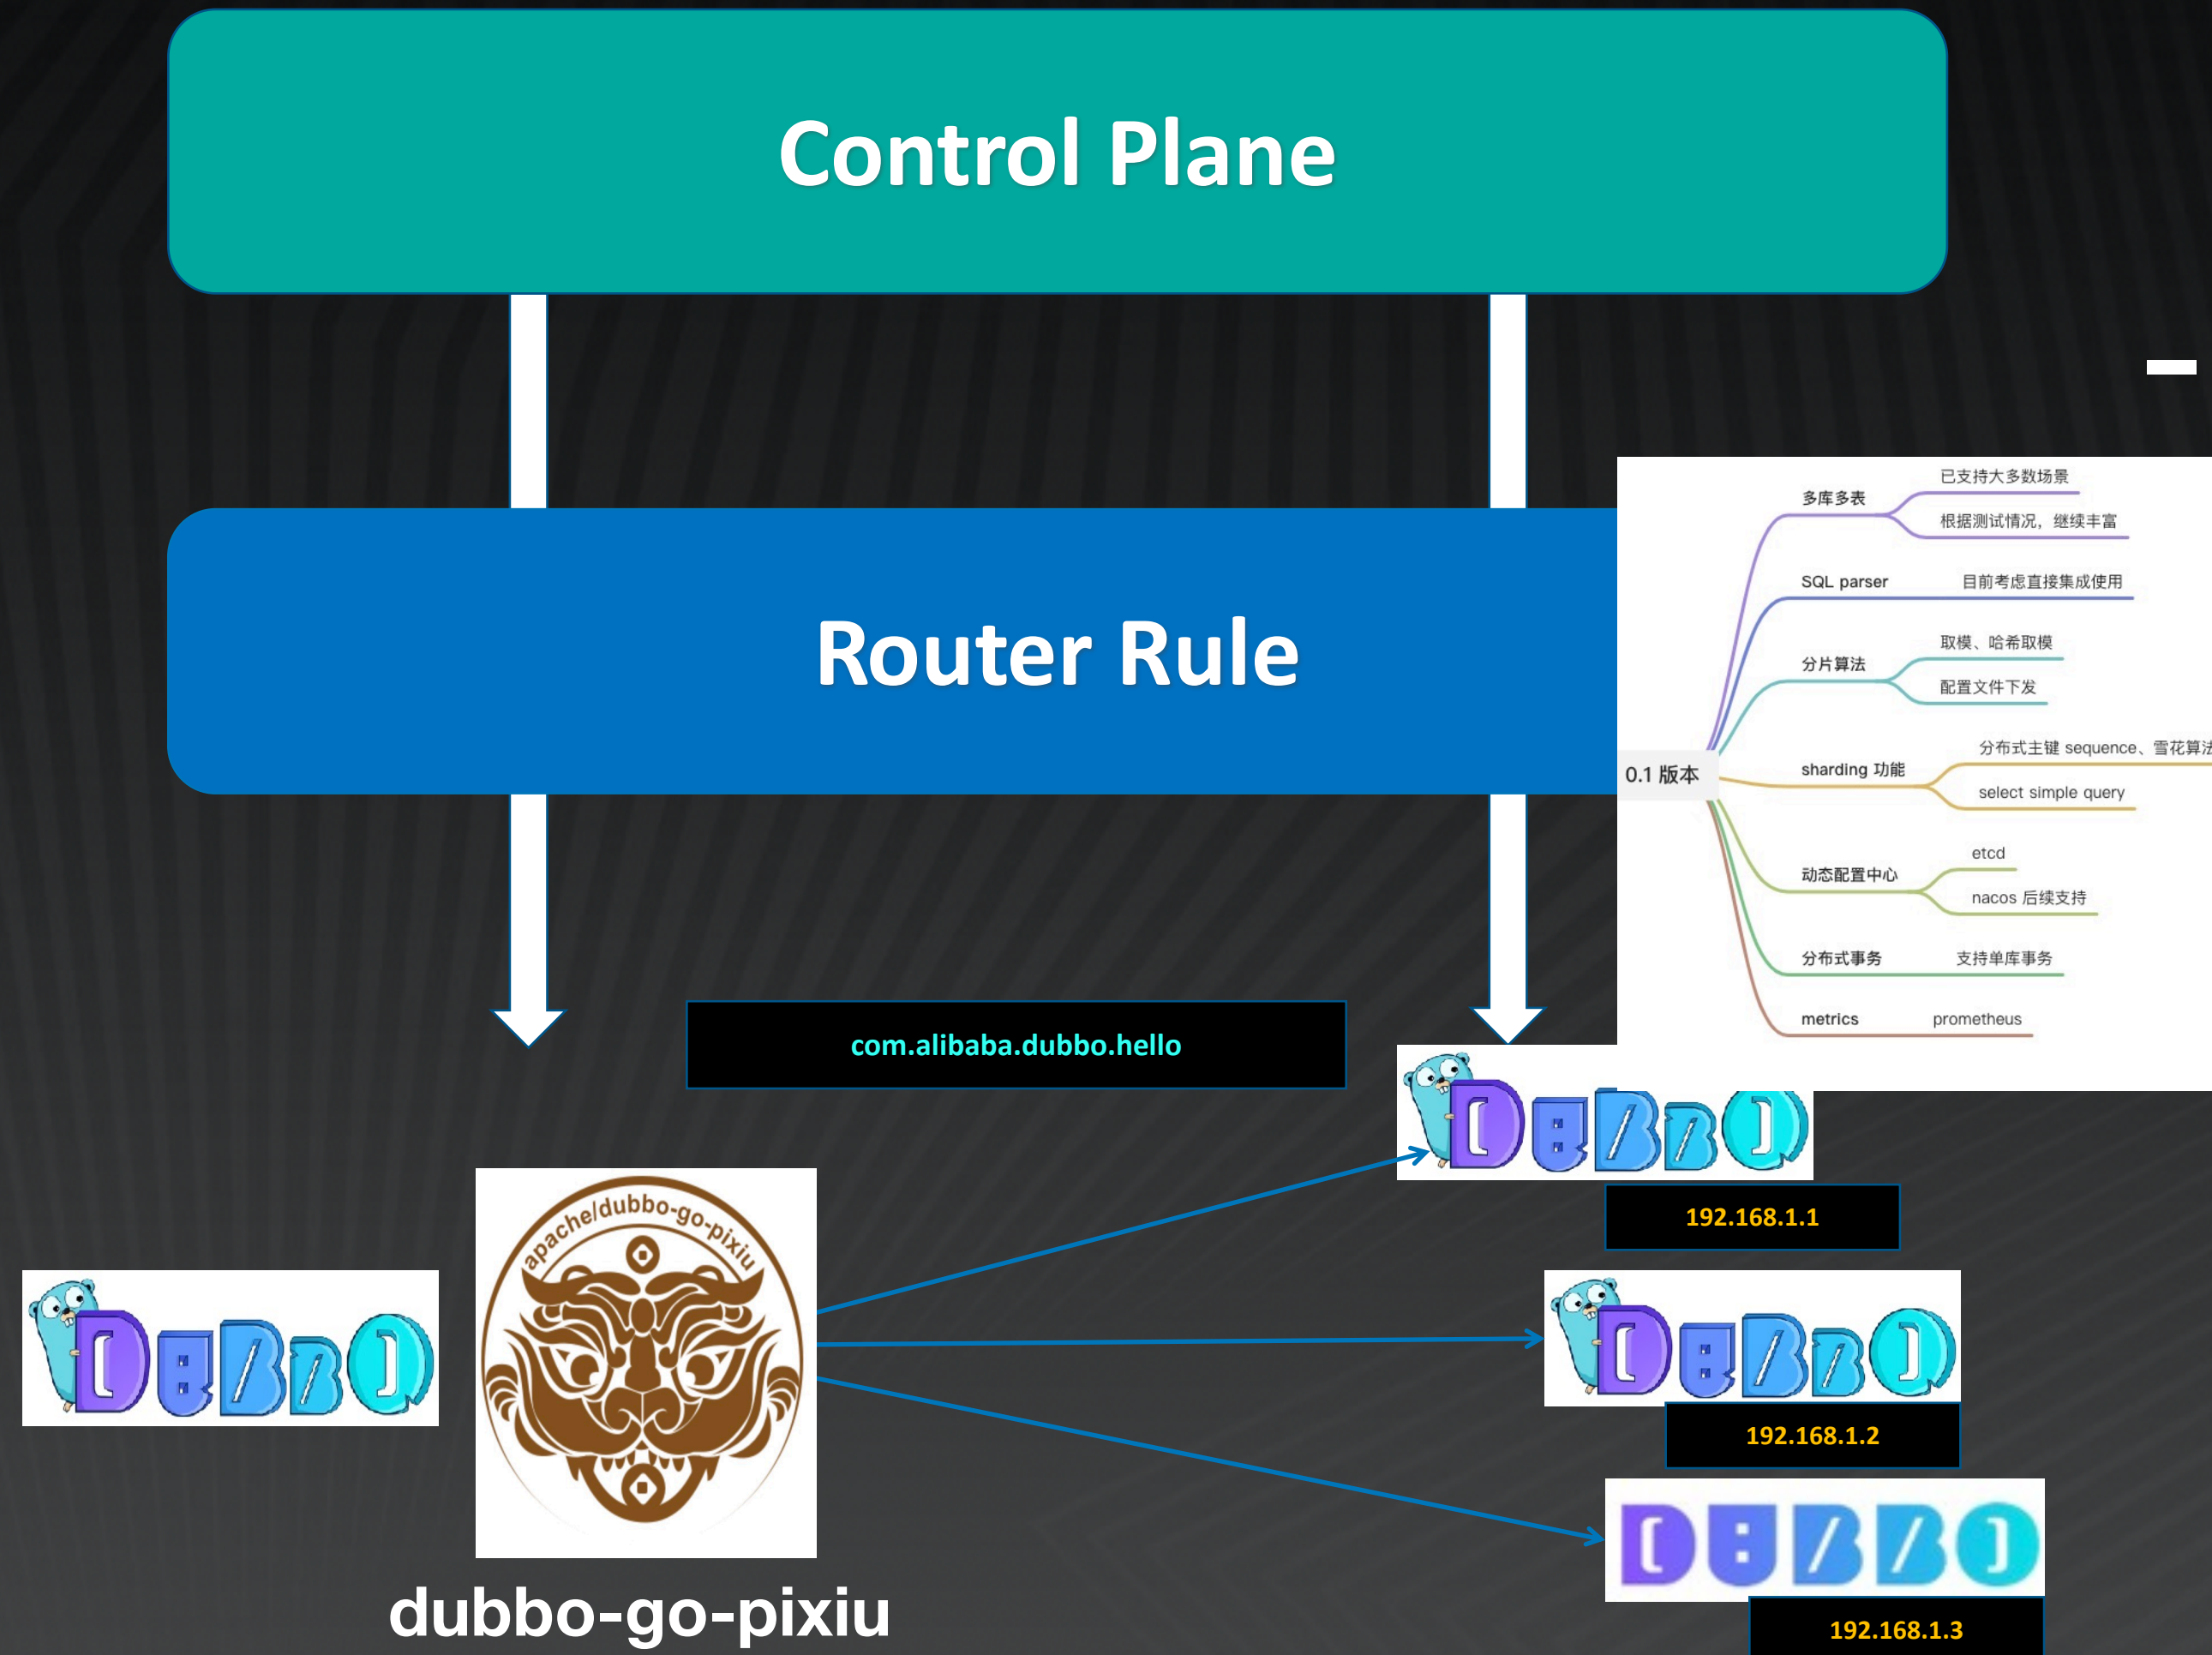 Control Plane
Router Rule
0.1 版本
多库多表
已支持大多数场景
根据测试情况，继续丰富
SQL parser
目前考虑直接集成使用
分片算法
取模、哈希取模
配置文件下发
sharding 功能
分布式主键 sequence、雪花算法
select simple query
动态配置中心
etcd
nacos 后续支持
分布式事务
支持单库事务
metrics
prometheus
com.alibaba.dubbo.hello
DUBBO
192.168.1.1
DUBBO
apache/dubbo-go-pixiu
DUBBO
192.168.1.2
DUBBO
192.168.1.3
dubbo-go-pixiu